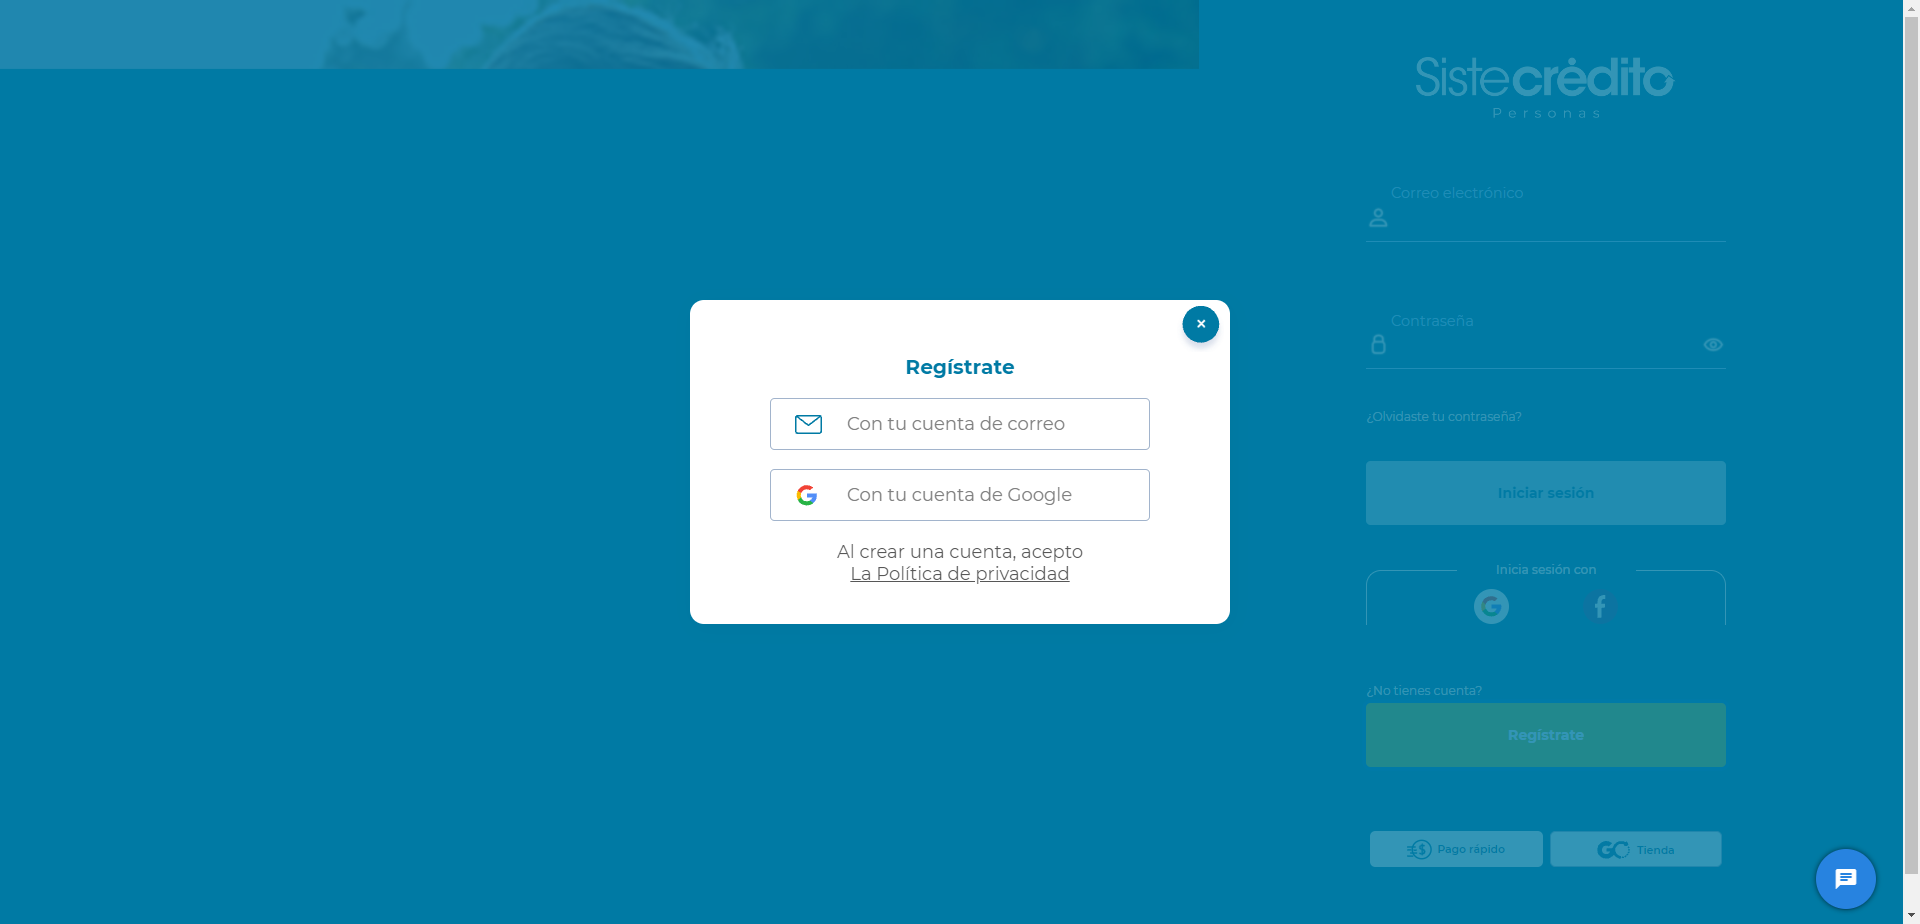 Sistecrédito
Personas
Correo electrónico
Contraseña
¿Olvidaste tu contraseña?
Iniciar sesión
Inicia sesión con
¿No tienes cuenta?
Regístrate
Pago rápido
GO Tienda
×
Regístrate
Con tu cuenta de correo
Con tu cuenta de Google
Al crear una cuenta, acepto
La Política de privacidad